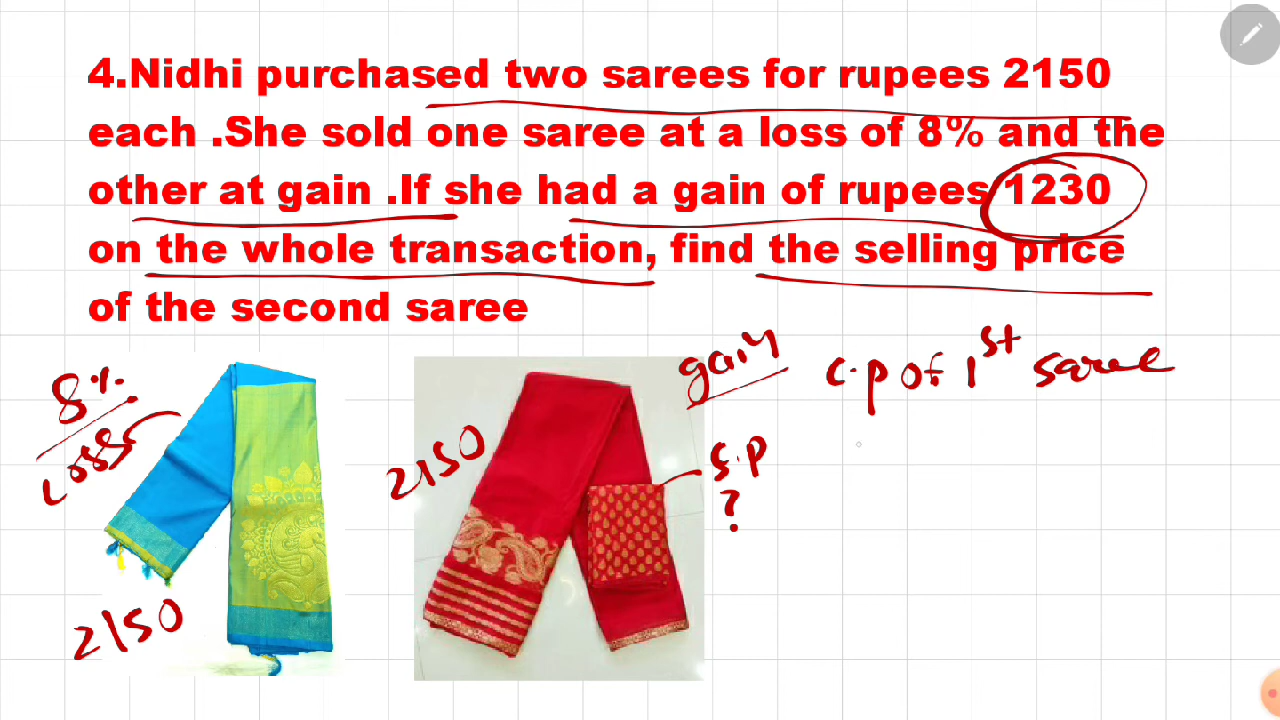 4.Nidhi purchased two sarees for rupees 2150
each .She sold one saree at a loss of 8% and the
other at gain .If she had a gain of rupees 1230
on the whole transaction, find the selling price
of the second saree
8%
loss
2150
2150
gain
S.P
?
C.P of 1st saree